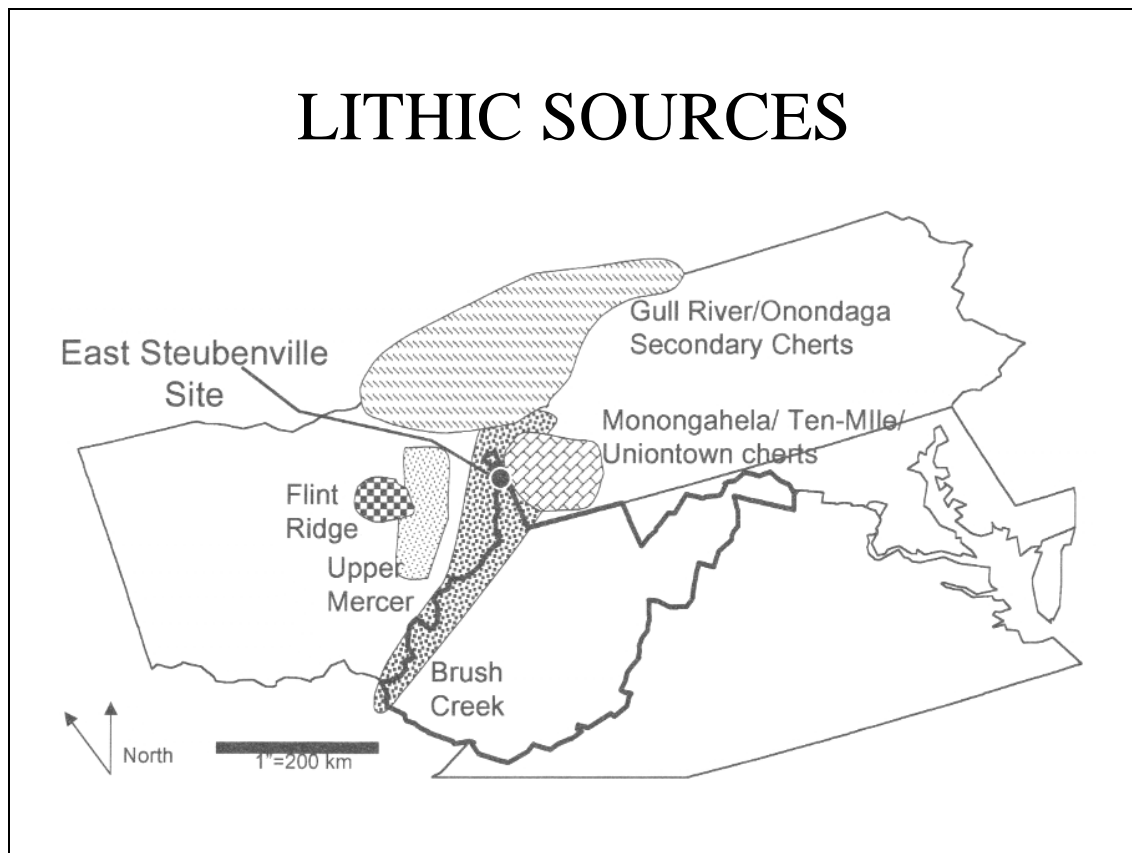 LITHIC SOURCES
Gull River/Onondaga
Secondary Cherts
East Steubenville
Site
Monongahela/ Ten-MIle/
Uniontown cherts
Flint
Ridge
Upper
Mercer
Brush
Creek
North
1"=200 km